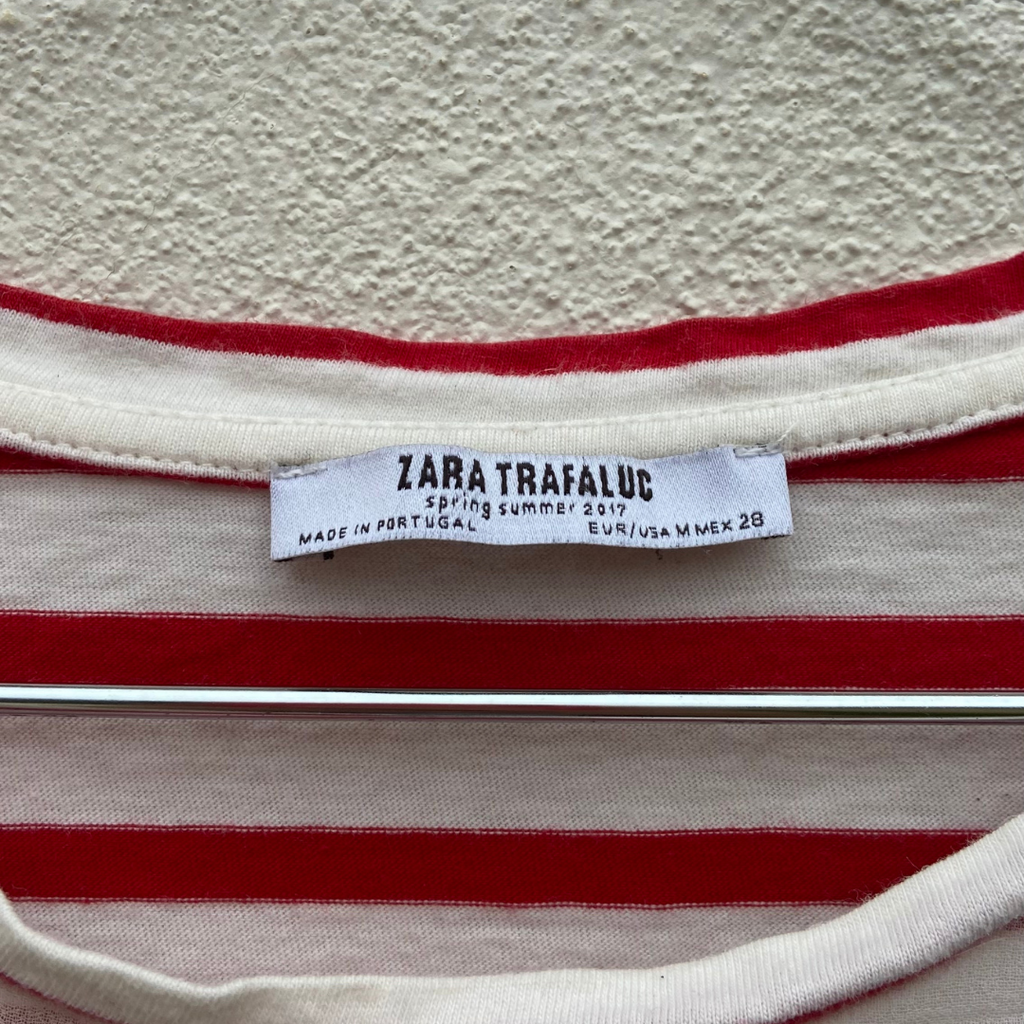 ZARA TRAFALUC
spring summer 2017
MADE IN PORTUGAL EUR/USA M MEX 28